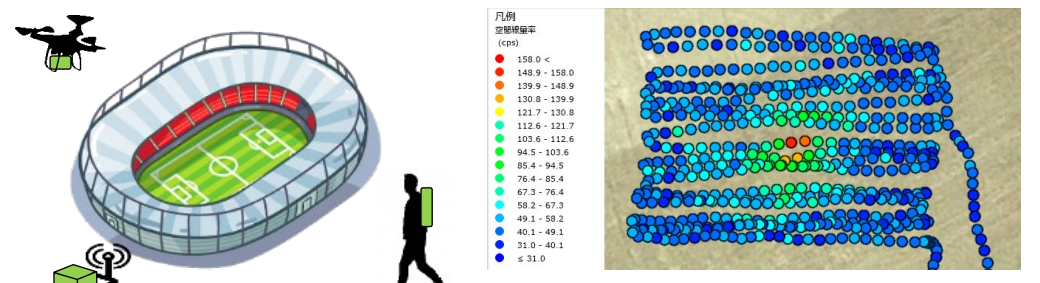 凡例
空間線量率
(cps)
158.0 <
148.9 - 158.0
139.9 - 148.9
130.8 - 139.9
121.7 - 130.8
112.6 - 121.7
103.6 - 112.6
94.5 - 103.6
85.4 - 94.5
76.4 - 85.4
67.3 - 76.4
58.2 - 67.3
49.1 - 58.2
40.1 - 49.1
31.0 - 40.1
≤ 31.0